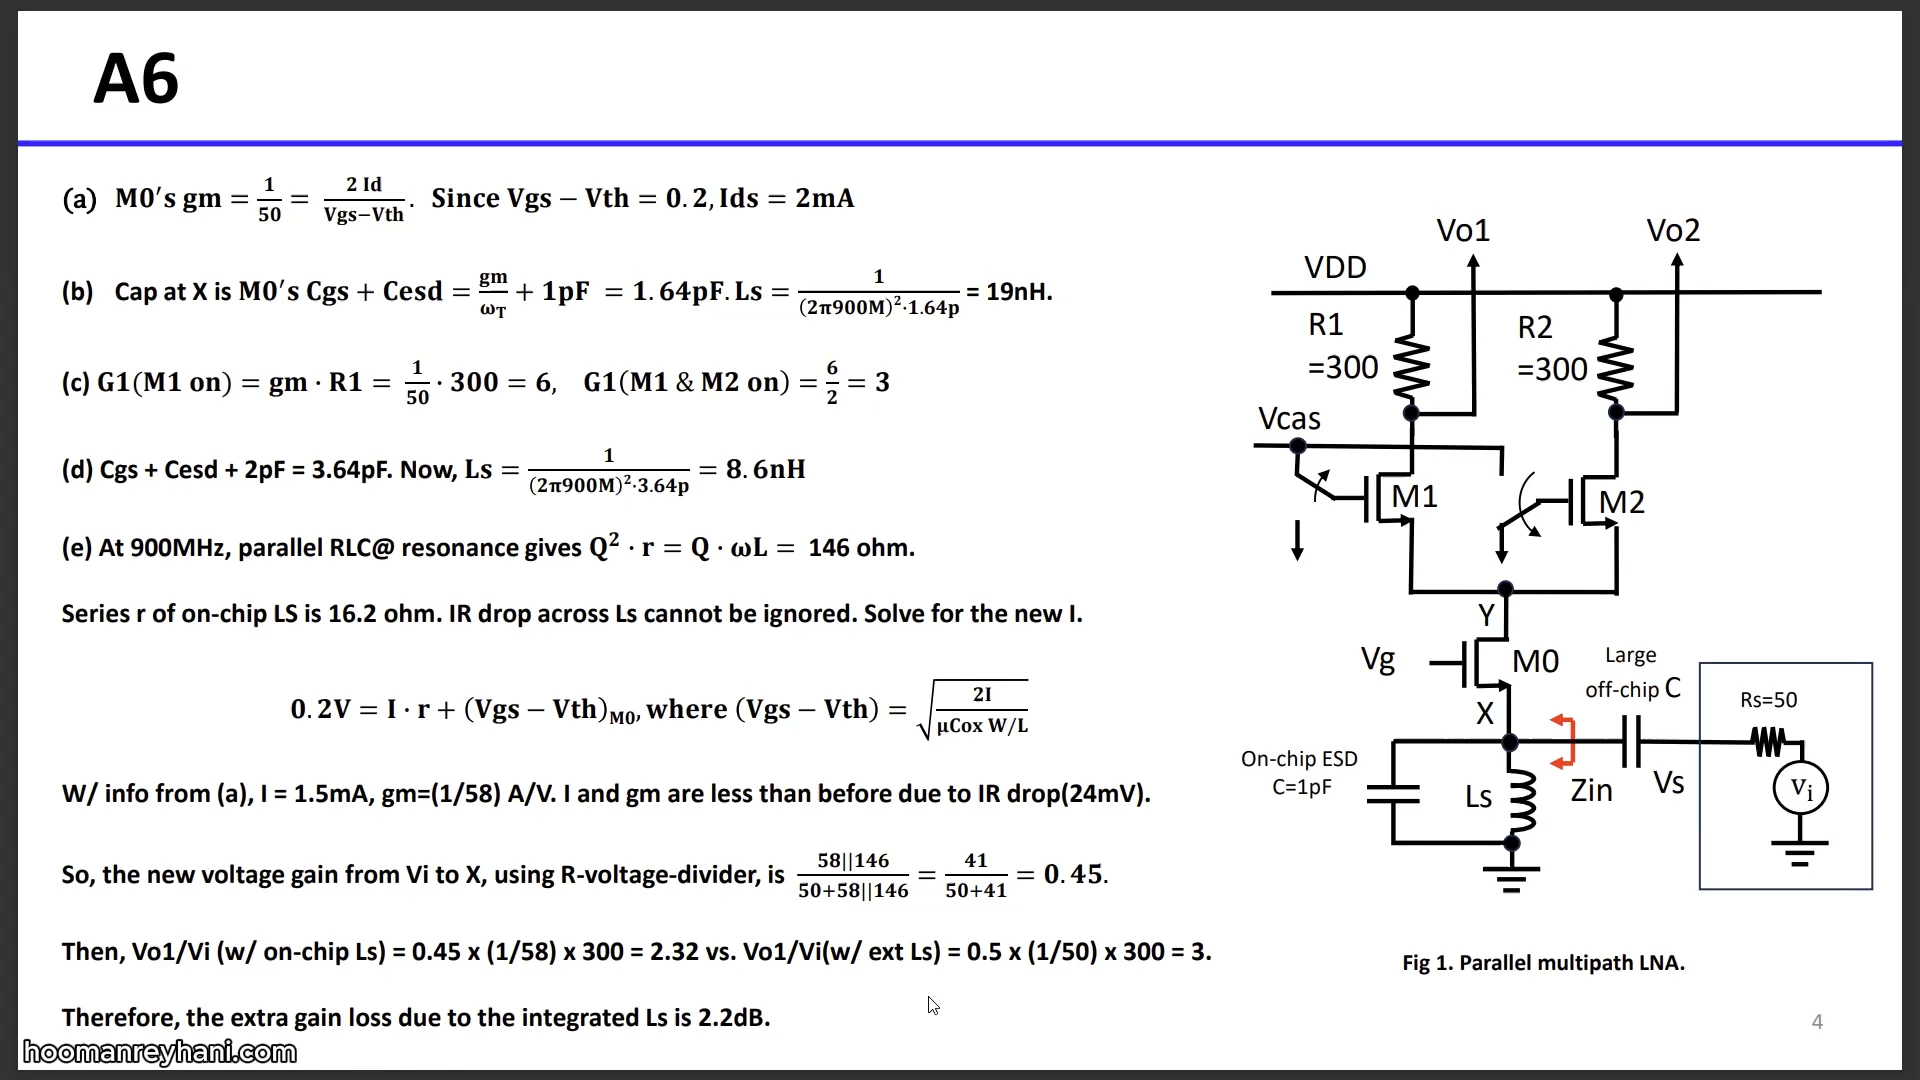 A6
(a) M0's gm = 1/50 = 2 Id/(Vgs−Vth). Since Vgs − Vth = 0.2, Ids = 2mA
(b) Cap at X is M0's Cgs + Cesd = gm/ωT + 1pF = 1.64pF. Ls = 1/((2π900M)²·1.64p) = 19nH.
(c) G1(M1 on) = gm · R1 = 1/50 · 300 = 6, G1(M1 & M2 on) = 6/2 = 3
(d) Cgs + Cesd + 2pF = 3.64pF. Now, Ls = 1/((2π900M)²·3.64p) = 8.6nH
(e) At 900MHz, parallel RLC@ resonance gives Q² · r = Q · ωL = 146 ohm.
Series r of on-chip LS is 16.2 ohm. IR drop across Ls cannot be ignored. Solve for the new I.
0.2V = I · r + (Vgs − Vth)M0, where (Vgs − Vth) = √(2I/(μCox W/L))
W/ info from (a), I = 1.5mA, gm=(1/58) A/V. I and gm are less than before due to IR drop(24mV).
So, the new voltage gain from Vi to X, using R-voltage-divider, is 58||146/(50+58||146) = 41/(50+41) = 0.45.
Then, Vo1/Vi (w/ on-chip Ls) = 0.45 x (1/58) x 300 = 2.32 vs. Vo1/Vi(w/ ext Ls) = 0.5 x (1/50) x 300 = 3.
Therefore, the extra gain loss due to the integrated Ls is 2.2dB.
Vo1
Vo2
VDD
R1
=300
R2
=300
Vcas
M1
M2
Y
Vg
M0
Large
off-chip C
Rs=50
X
On-chip ESD
C=1pF
Ls
Zin
Vs
vi
Fig 1. Parallel multipath LNA.
4
hoomanreyhani.com